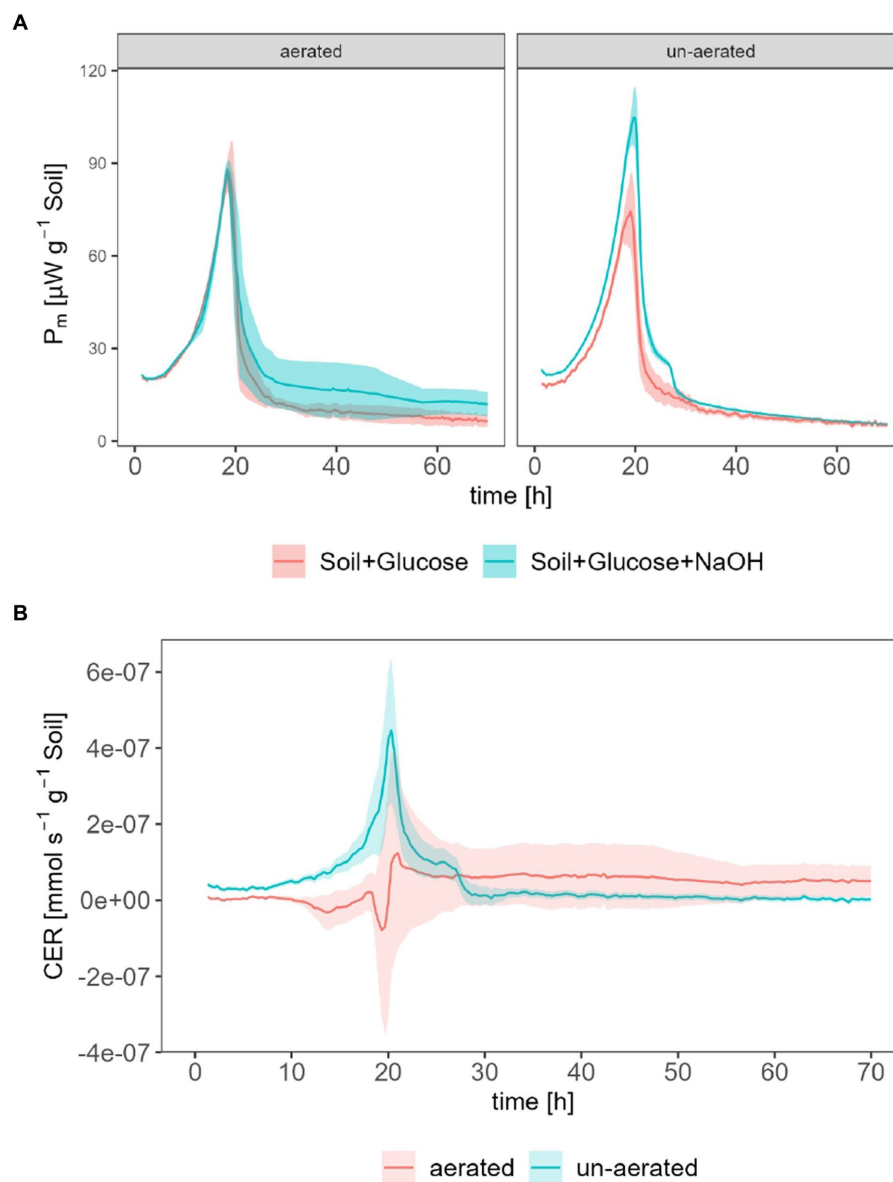 A
aerated
un-aerated
120
90
60
30
0
Pₘ [µW g⁻¹ Soil]
0 20 40 60
0 20 40 60
time [h]
Soil+Glucose
Soil+Glucose+NaOH
B
6e-07
4e-07
2e-07
0e+00
-2e-07
-4e-07
CER [mmol s⁻¹ g⁻¹ Soil]
0 10 20 30 40 50 60 70
time [h]
aerated
un-aerated